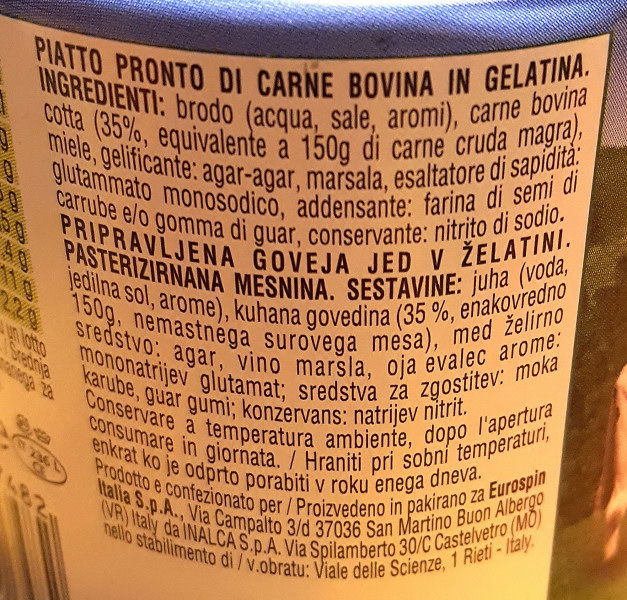 PIATTO PRONTO DI CARNE BOVINA IN GELATINA.
INGREDIENTI: brodo (acqua, sale, aromi), carne bovina
cotta (35%, equivalente a 150g di carne cruda magra),
miele, gelificante: agar-agar, marsala, esaltatore di sapidità:
glutammato monosodico, addensante: farina di semi di
carrube e/o gomma di guar, conservante: nitrito di sodio.
PRIPRAVLJENA GOVEJA JED V ŽELATINI.
PASTERIZIRNANA MESNINA. SESTAVINE: juha (voda,
jedilna sol, arome), kuhana govedina (35 %, enakovredno
150g, nemastnega surovega mesa), med želirno
sredstvo: agar, vino marsla, oja evalec arome:
mononatrijev glutamat; sredstva za zgostitev: moka
karube, guar gumi; konzervans: natrijev nitrit.
Conservare a temperatura ambiente, dopo l'apertura
consumare in giornata. / Hraniti pri sobni temperaturi,
enkrat ko je odprto porabiti v roku enega dneva.
Prodotto e confezionato per / Proizvedeno in pakirano za Eurospin
Italia S.p.A., Via Campalto 3/d 37036 San Martino Buon Albergo
(VR) Italy da INALCA S.p.A. Via Spilamberto 30/C Castelvetro (MO)
nello stabilimento di / v.obratu: Viale delle Scienze, 1 Rieti - Italy.